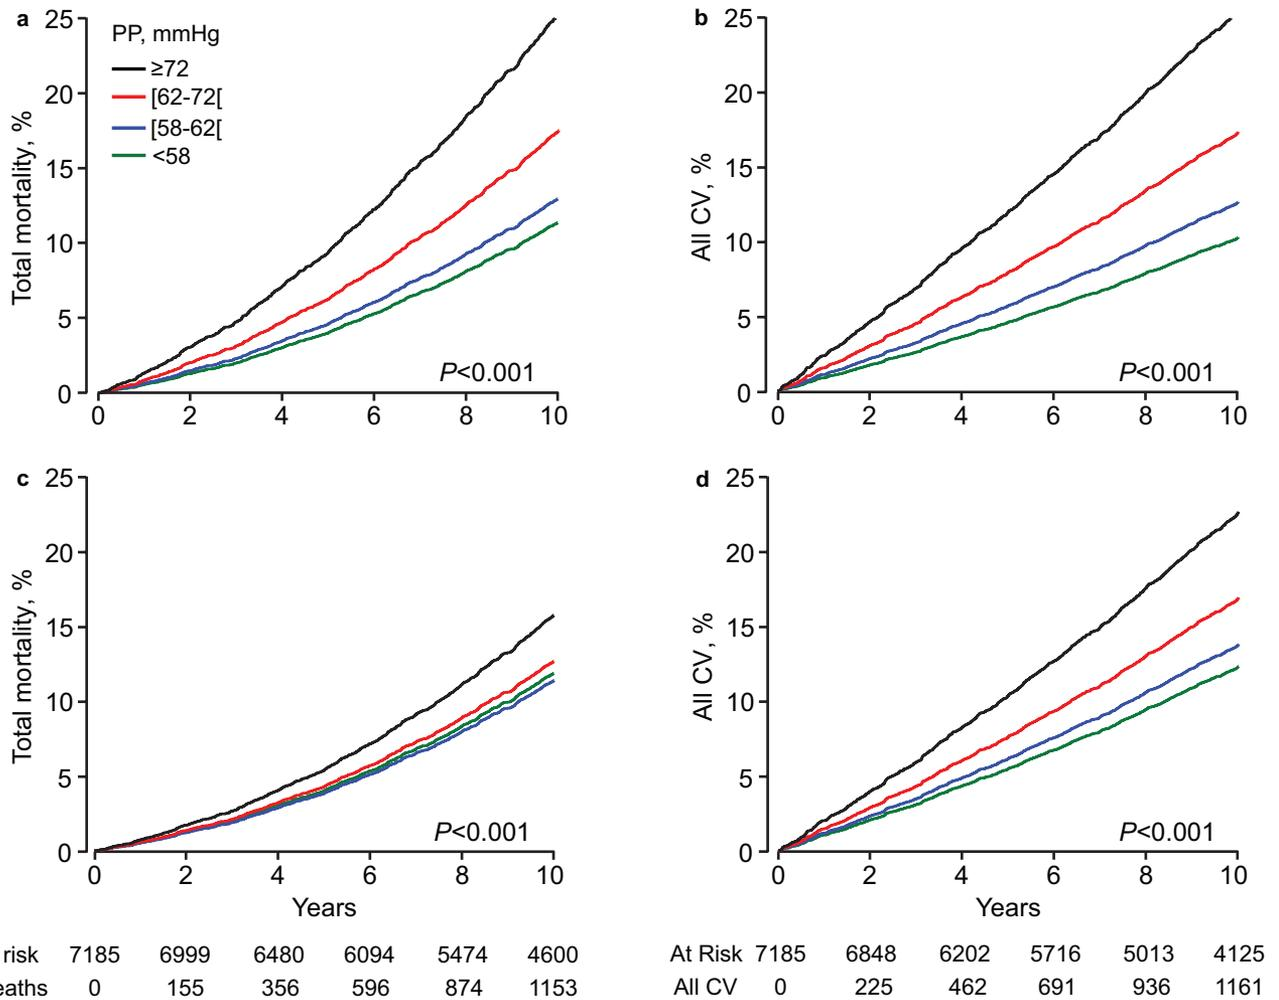 a
25
20
15
10
5
0
Total mortality, %
PP, mmHg
≥72
[62-72[
[58-62[
<58
P<0.001
0 2 4 6 8 10
b
25
20
15
10
5
0
All CV, %
P<0.001
0 2 4 6 8 10
c
25
20
15
10
5
0
Total mortality, %
P<0.001
0 2 4 6 8 10
Years
d
25
20
15
10
5
0
All CV, %
P<0.001
0 2 4 6 8 10
Years
risk 7185 6999 6480 6094 5474 4600
eaths 0 155 356 596 874 1153
At Risk 7185 6848 6202 5716 5013 4125
All CV 0 225 462 691 936 1161